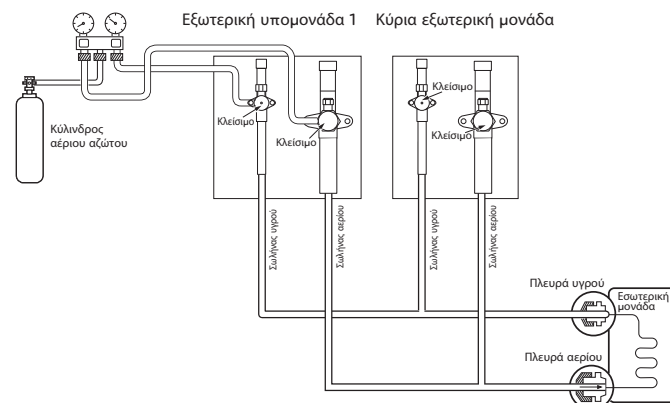 Εξωτερική υπομονάδα 1
Κύρια εξωτερική μονάδα
Κύλινδρος
αέριου αζώτου
Κλείσιμο
Κλείσιμο
Κλείσιμο
Κλείσιμο
Σωλήνας υγρού
Σωλήνας αερίου
Σωλήνας υγρού
Σωλήνας αερίου
Πλευρά υγρού
Εσωτερική
μονάδα
Πλευρά αερίου